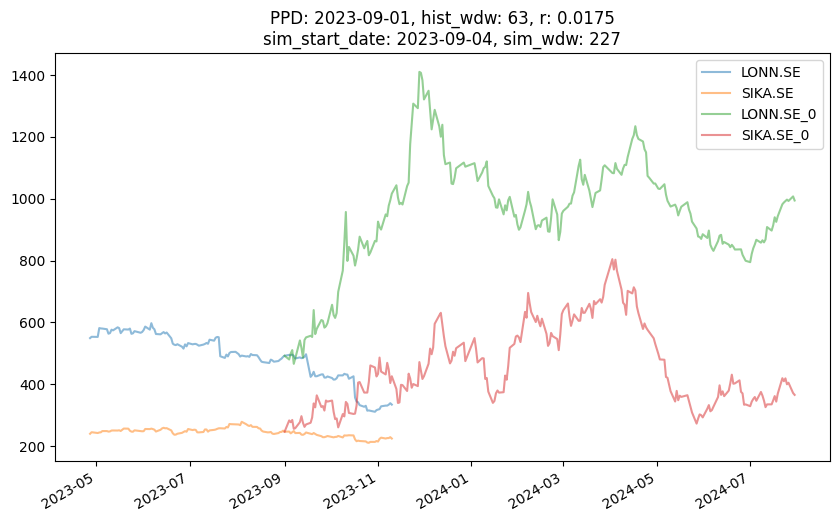 PPD: 2023-09-01, hist_wdw: 63, r: 0.0175
sim_start_date: 2023-09-04, sim_wdw: 227
1400
1200
1000
800
600
400
200
LONN.SE
SIKA.SE
LONN.SE_0
SIKA.SE_0
2023-05
2023-07
2023-09
2023-11
2024-01
2024-03
2024-05
2024-07